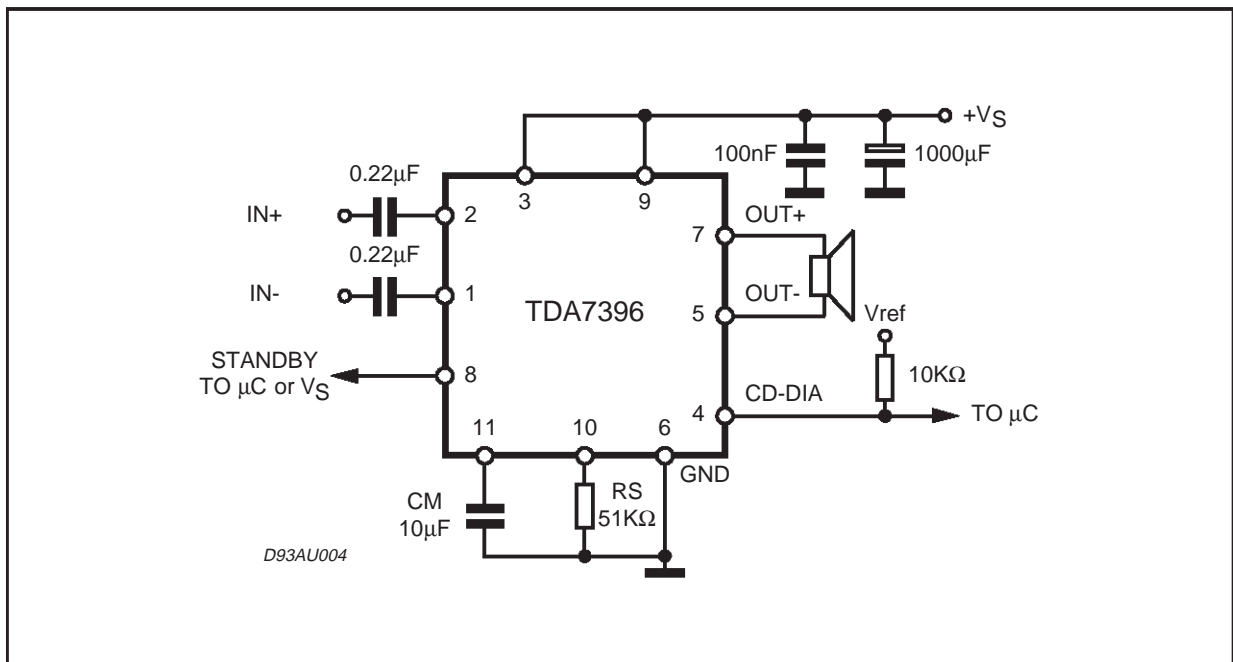 +VS
100nF
1000μF
0.22μF
3
9
IN+
2
7
OUT+
0.22μF
IN-
1
TDA7396
5
OUT-
Vref
STANDBY
TO μC or VS
8
10KΩ
CD-DIA
4
TO μC
11
10
6
GND
CM
10μF
RS
51KΩ
D93AU004